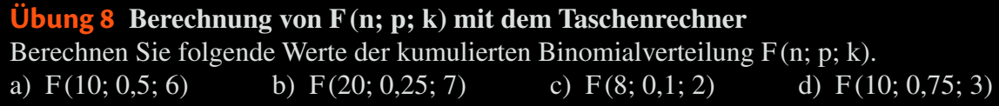 Übung 8 Berechnung von F(n; p; k) mit dem Taschenrechner
Berechnen Sie folgende Werte der kumulierten Binomialverteilung F(n; p; k).
a) F(10; 0,5; 6) b) F(20; 0,25; 7) c) F(8; 0,1; 2) d) F(10; 0,75; 3)